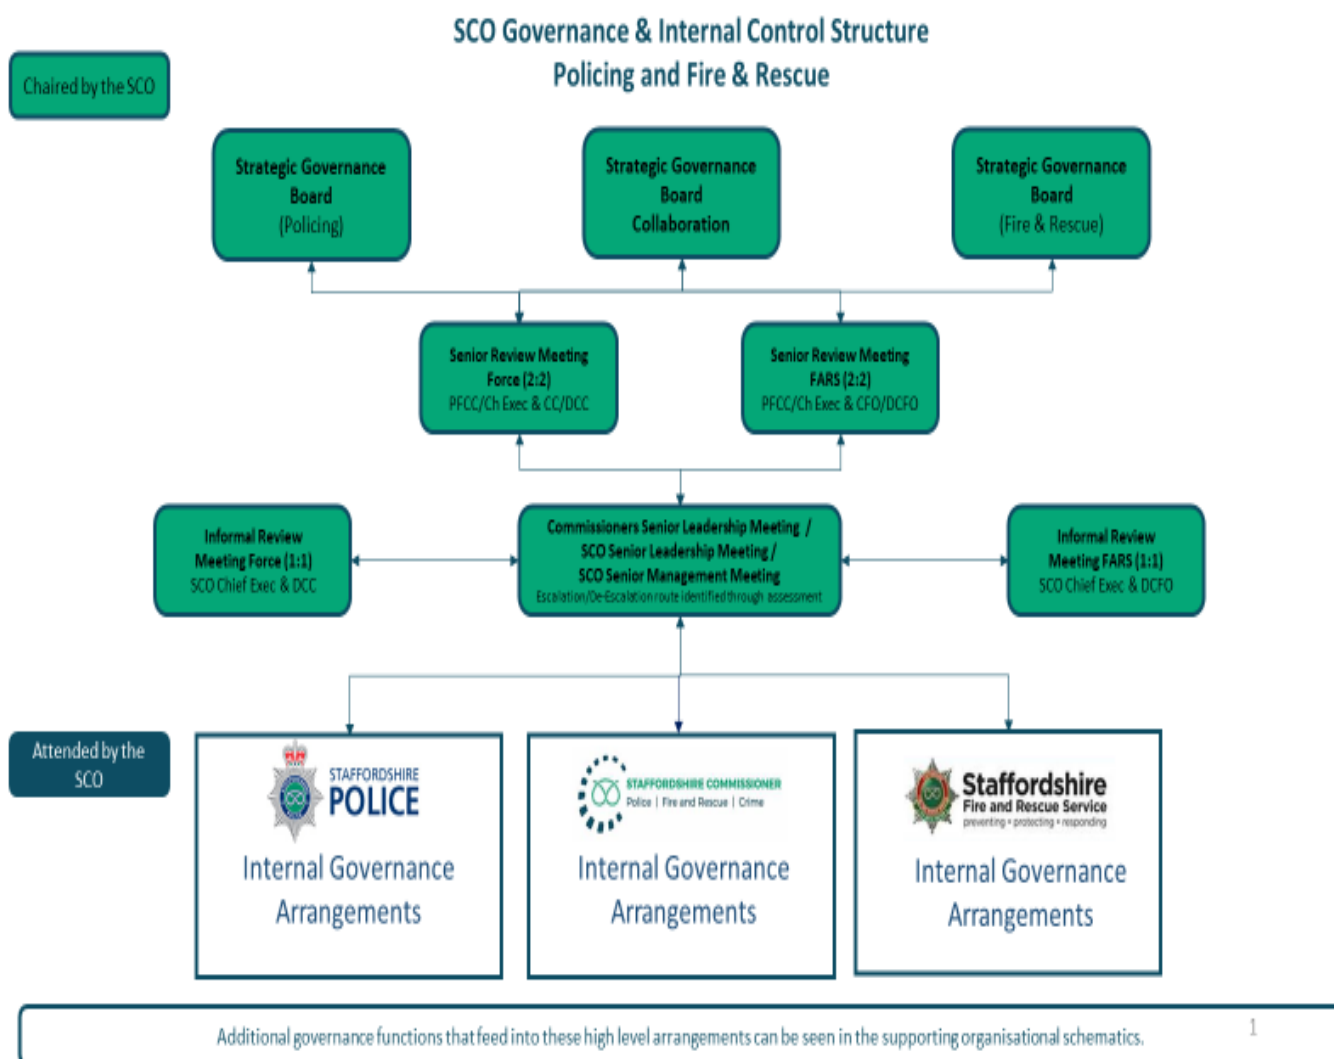 SCO Governance & Internal Control Structure
Policing and Fire & Rescue
Chaired by the SCO
Strategic Governance
Board
(Policing)
Strategic Governance
Board
Collaboration
Strategic Governance
Board
(Fire & Rescue)
Senior Review Meeting
Force (2:2)
PFCC/Ch Exec & CC/DCC
Senior Review Meeting
FARS (2:2)
PFCC/Ch Exec & CFO/DCFO
Informal Review
Meeting Force (1:1)
SCO Chief Exec & DCC
Commissioners Senior Leadership Meeting /
SCO Senior Leadership Meeting /
SCO Senior Management Meeting
Escalation/De-Escalation route identified through assessment
Informal Review
Meeting FARS (1:1)
SCO Chief Exec & DCFO
Attended by the
SCO
STAFFORDSHIRE
POLICE
Internal Governance
Arrangements
STAFFORDSHIRE COMMISSIONER
Police | Fire and Rescue | Crime
Internal Governance
Arrangements
Staffordshire
Fire and Rescue Service
preventing • protecting • responding
Internal Governance
Arrangements
Additional governance functions that feed into these high level arrangements can be seen in the supporting organisational schematics.
1